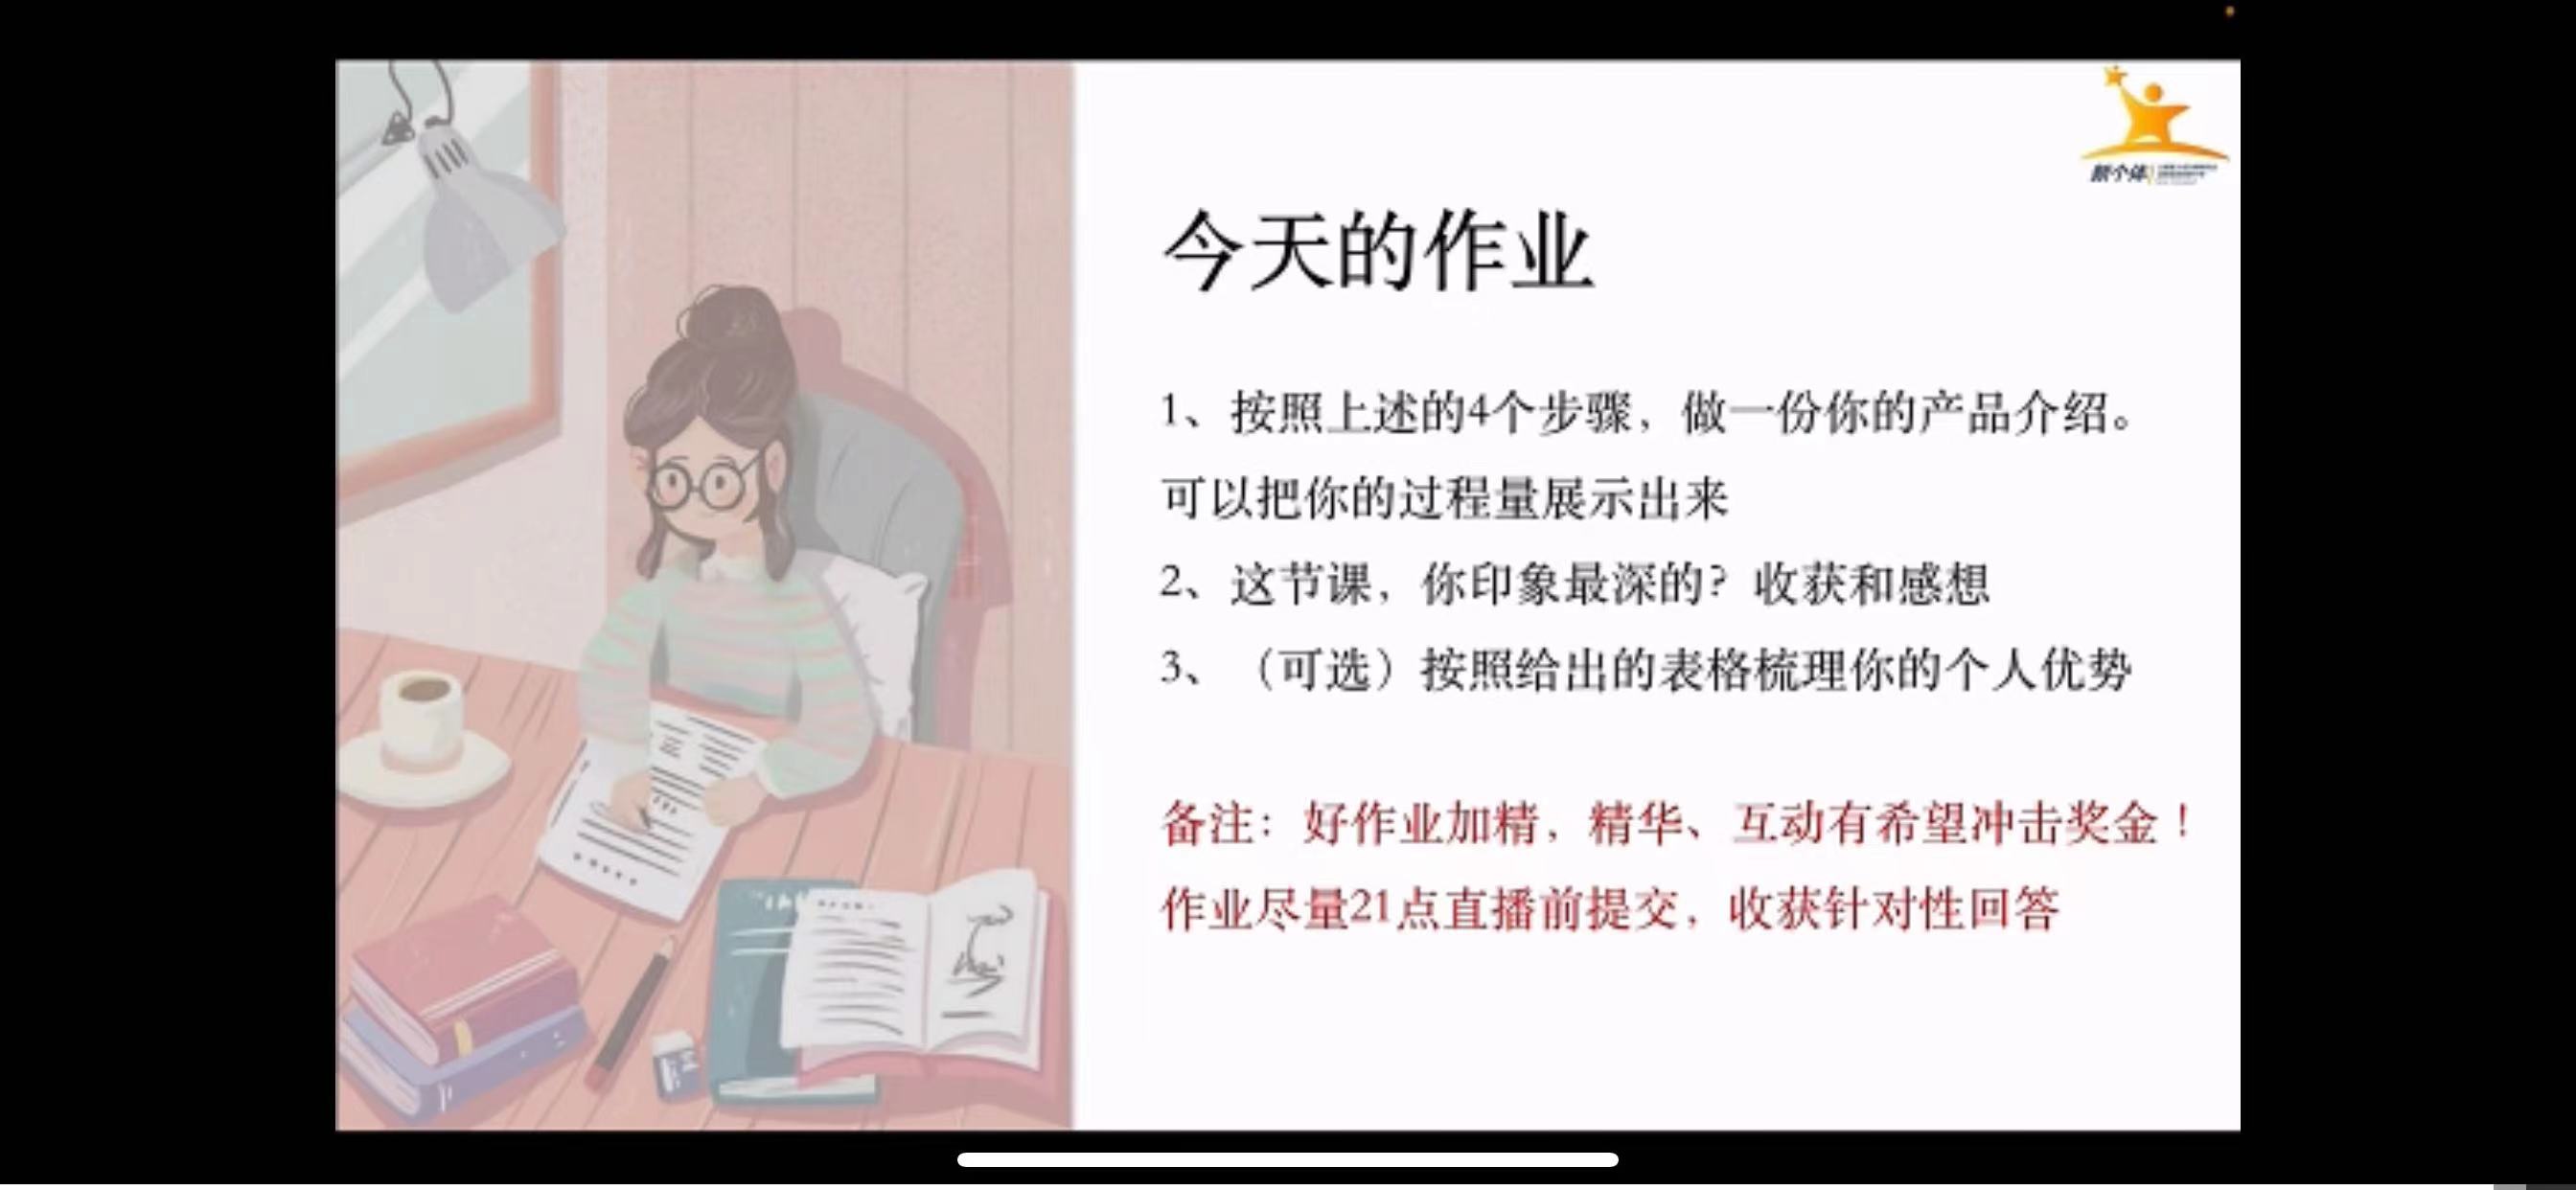 新个体
今天的作业
1、按照上述的4个步骤，做一份你的产品介绍。
可以把你的过程量展示出来
2、这节课，你印象最深的？收获和感想
3、（可选）按照给出的表格梳理你的个人优势
备注：好作业加精，精华、互动有希望冲击奖金！
作业尽量21点直播前提交，收获针对性回答